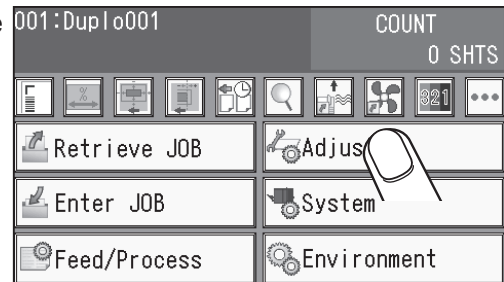 e
001:Duplo001
COUNT
0 SHTS
%
321
Retrieve JOB
Adjus
Enter JOB
System
Feed/Process
Environment